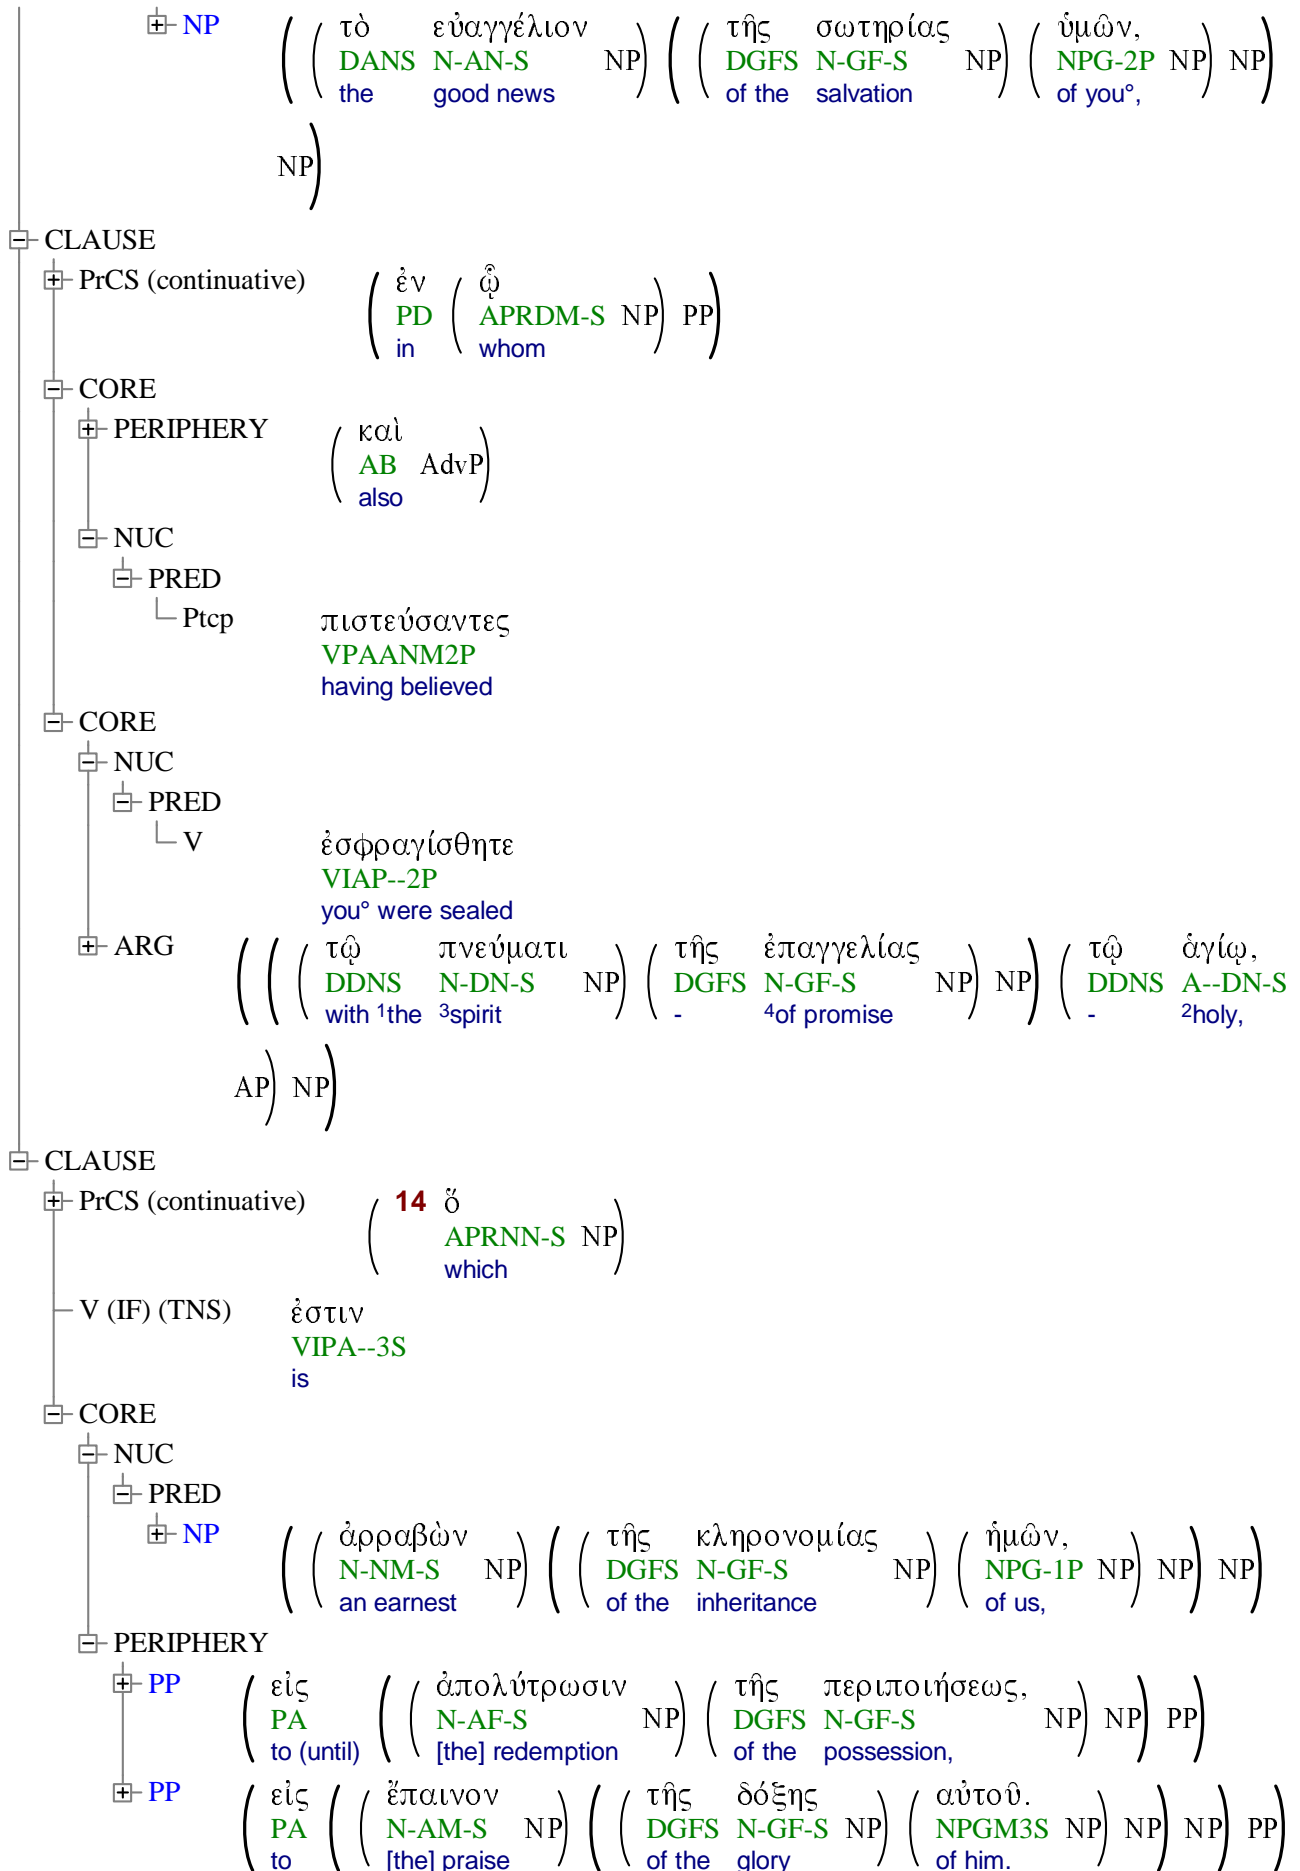 NP τὸ εὐαγγέλιον τῆς σωτηρίας ὑμῶν,
DANS N-AN-S NP DGFS N-GF-S NP NPG-2P NP NP
the good news of the salvation of you°,
NP
CLAUSE
PrCS (continuative) ἐν ᾧ
PD APRDM-S NP PP
in whom
CORE
PERIPHERY καὶ
AB AdvP
also
NUC
PRED
Ptcp πιστεύσαντες
VPAANM2P
having believed
CORE
NUC
PRED
V ἐσφραγίσθητε
VIAP--2P
you° were sealed
ARG τῷ πνεύματι τῆς ἐπαγγελίας τῷ ἁγίῳ,
DDNS N-DN-S NP DGFS N-GF-S NP NP DDNS A--DN-S
with 1the 3spirit - 4of promise - 2holy,
AP NP
CLAUSE
PrCS (continuative) 14 ὅ
APRNN-S NP
which
V (IF) (TNS) ἐστιν
VIPA--3S
is
CORE
NUC
PRED
NP ἀρραβὼν τῆς κληρονομίας ἡμῶν,
N-NM-S NP DGFS N-GF-S NP NPG-1P NP NP NP
an earnest of the inheritance of us,
PERIPHERY
PP εἰς ἀπολύτρωσιν τῆς περιποιήσεως,
PA N-AF-S NP DGFS N-GF-S NP NP PP
to (until) [the] redemption of the possession,
PP εἰς ἔπαινον τῆς δόξης αὐτοῦ.
PA N-AM-S NP DGFS N-GF-S NP NPGM3S NP NP NP PP
to [the] praise of the glory of him.